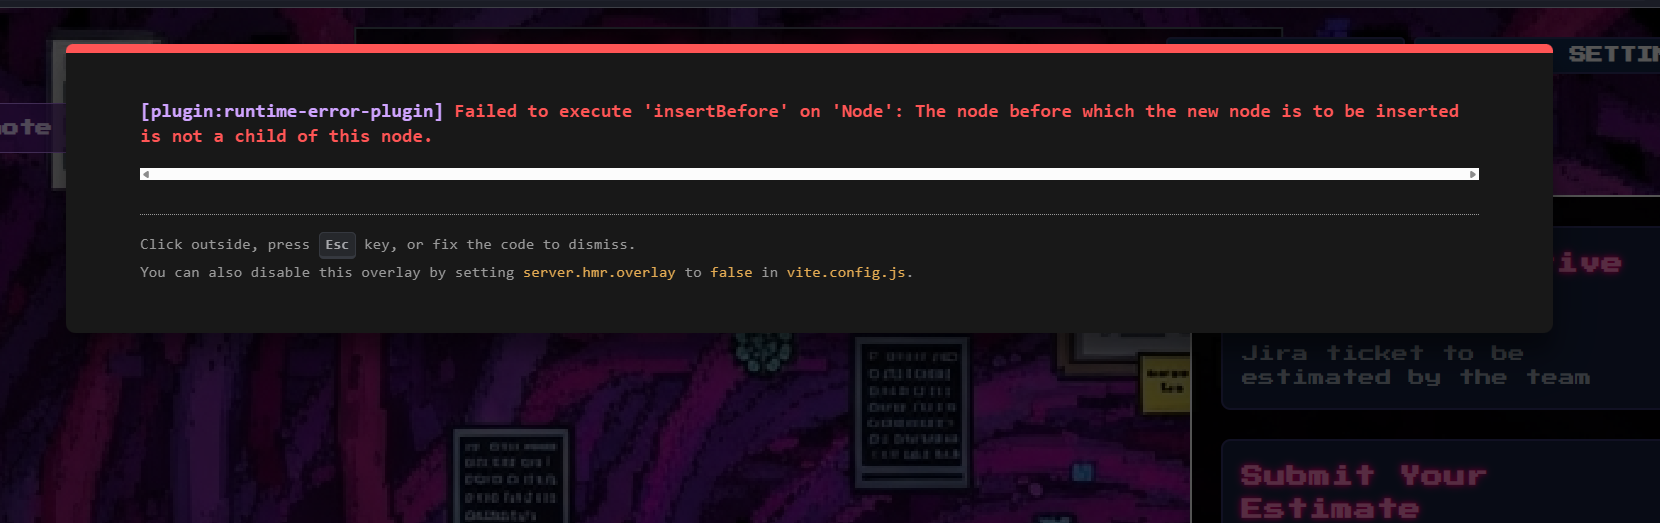 SETTIN
note
[plugin:runtime-error-plugin] Failed to execute 'insertBefore' on 'Node': The node before which the new node is to be inserted
is not a child of this node.
Click outside, press Esc key, or fix the code to dismiss.
You can also disable this overlay by setting server.hmr.overlay to false in vite.config.js.
ive
Jira ticket to be
estimated by the team
Submit Your
Estimate